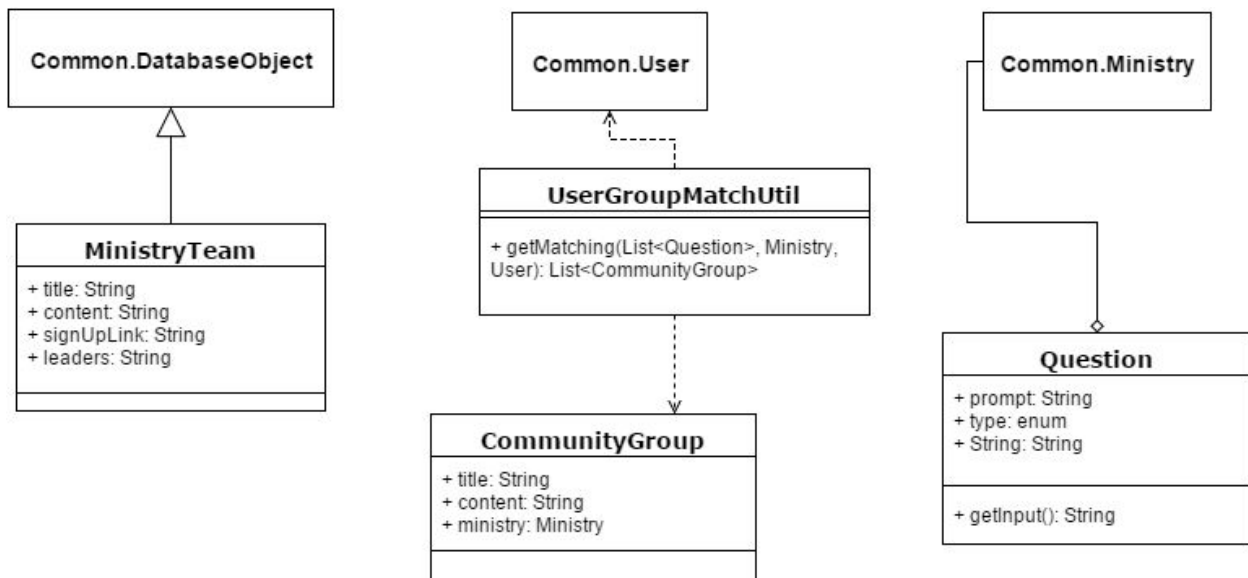 Common.DatabaseObject
Common.User
Common.Ministry
UserGroupMatchUtil
+ getMatching(List<Question>, Ministry,
User): List<CommunityGroup>
MinistryTeam
+ title: String
+ content: String
+ signUpLink: String
+ leaders: String
Question
+ prompt: String
+ type: enum
+ String: String
+ getInput(): String
CommunityGroup
+ title: String
+ content: String
+ ministry: Ministry